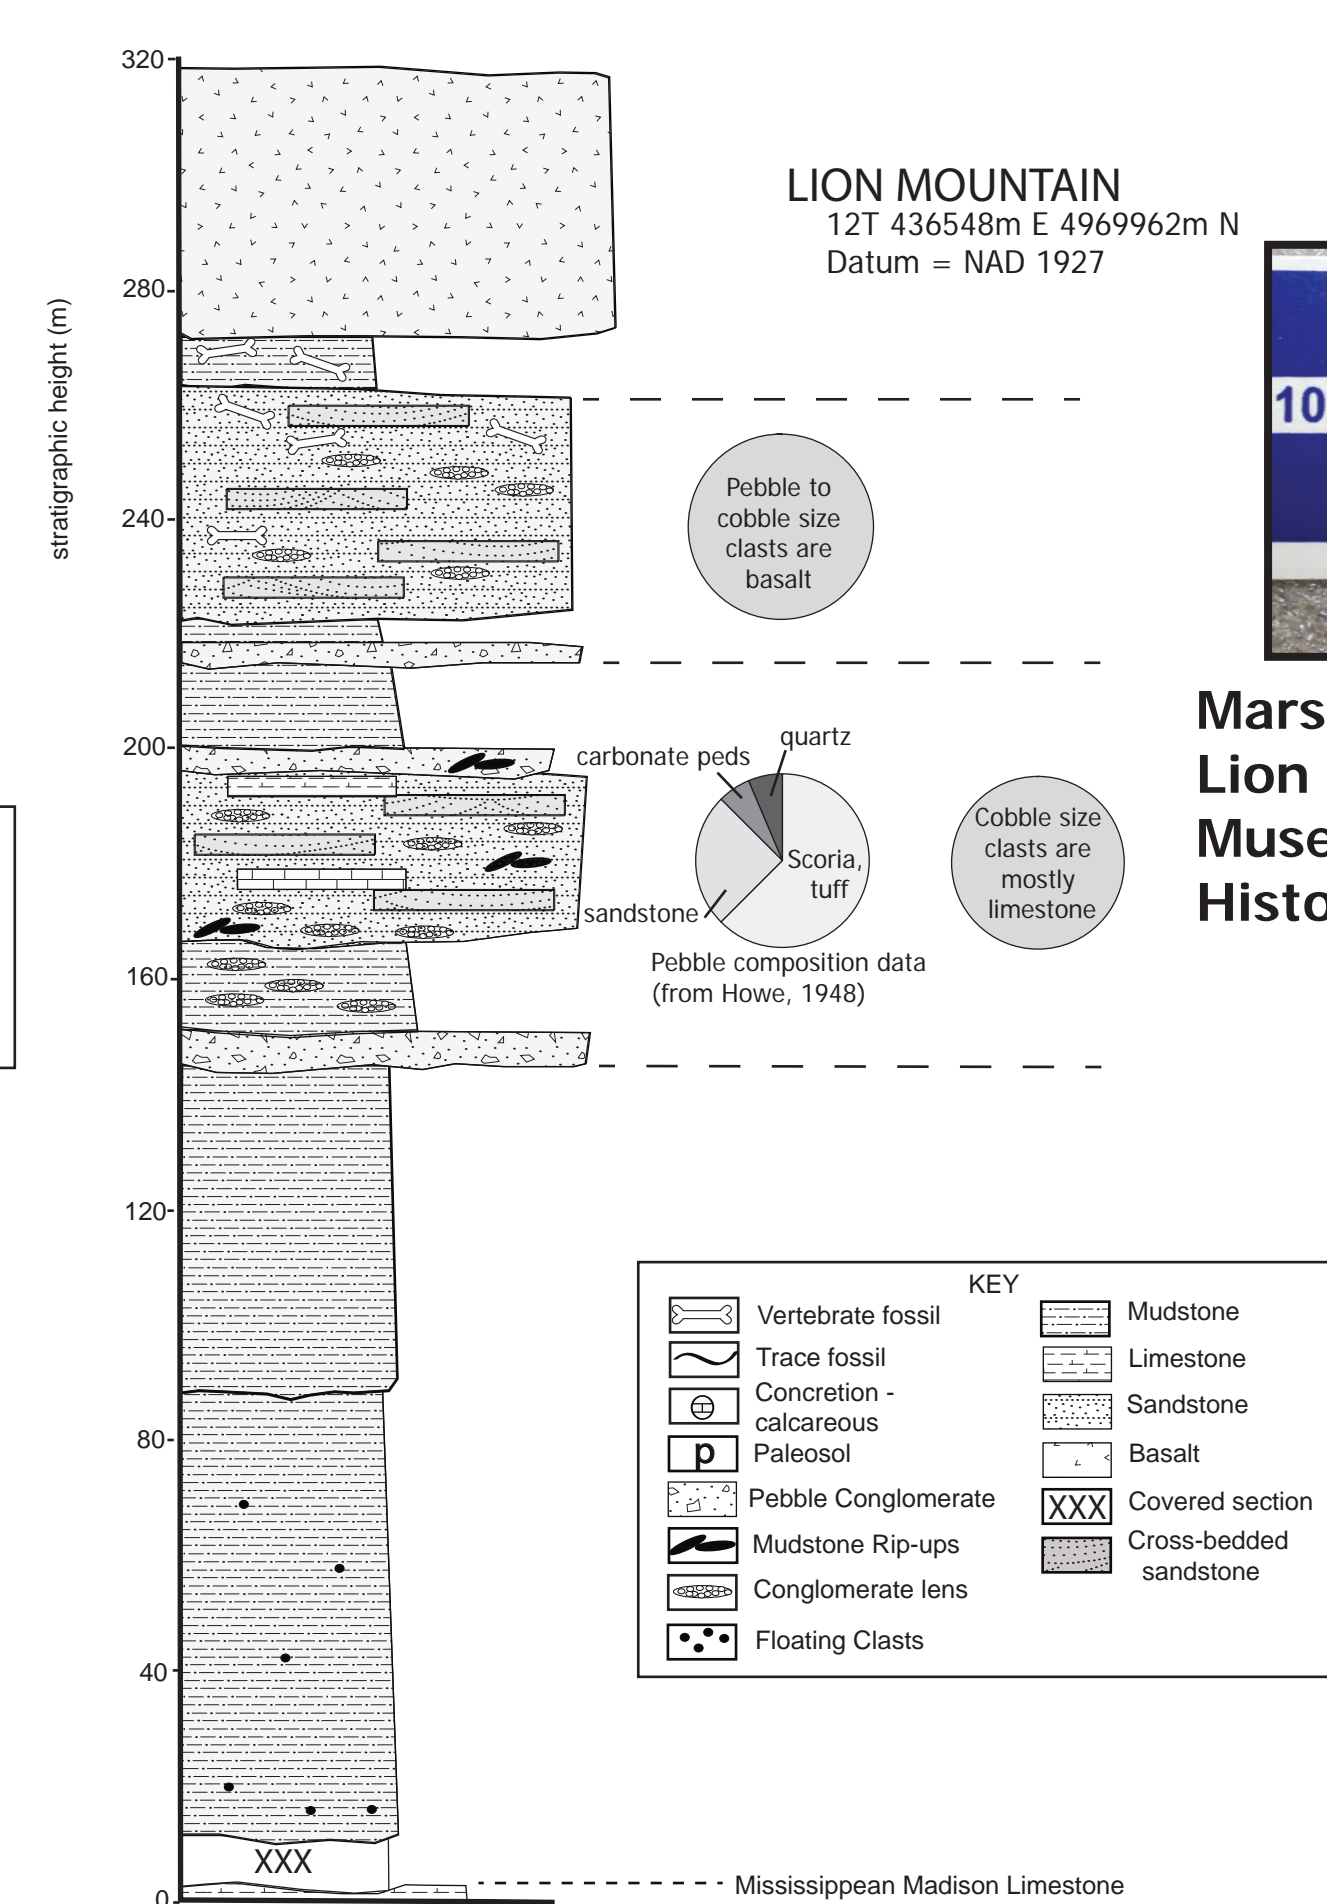 320
280
240
200
160
120
80
40
0
stratigraphic height (m)
LION MOUNTAIN
12T 436548m E 4969962m N
Datum = NAD 1927
10
Pebble to
cobble size
clasts are
basalt
carbonate peds
quartz
Scoria,
tuff
sandstone
Pebble composition data
(from Howe, 1948)
Cobble size
clasts are
mostly
limestone
Mars
Lion
Muse
Histo
KEY
Vertebrate fossil
Trace fossil
Concretion -
calcareous
p
Paleosol
Pebble Conglomerate
Mudstone Rip-ups
Conglomerate lens
Floating Clasts
Mudstone
Limestone
Sandstone
Basalt
XXX
Covered section
Cross-bedded
sandstone
XXX
Mississippean Madison Limestone